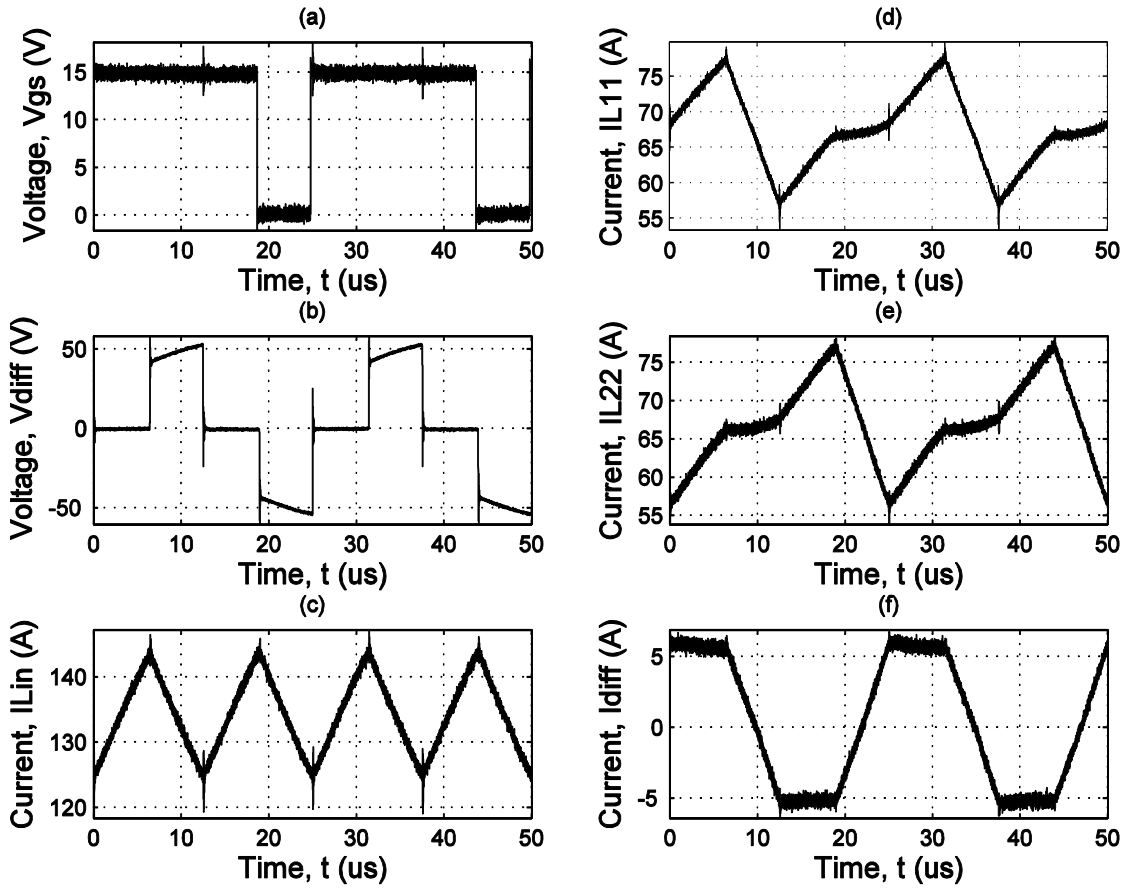 (a)
Voltage, Vgs (V)
15
10
5
0
0 10 20 30 40 50
Time, t (us)
(b)
Voltage, Vdiff (V)
50
0
-50
0 10 20 30 40 50
Time, t (us)
(c)
Current, ILin (A)
140
130
120
0 10 20 30 40 50
Time, t (us)
(d)
Current, IL11 (A)
75
70
65
60
55
0 10 20 30 40 50
Time, t (us)
(e)
Current, IL22 (A)
75
70
65
60
55
0 10 20 30 40 50
Time, t (us)
(f)
Current, Idiff (A)
5
0
-5
0 10 20 30 40 50
Time, t (us)